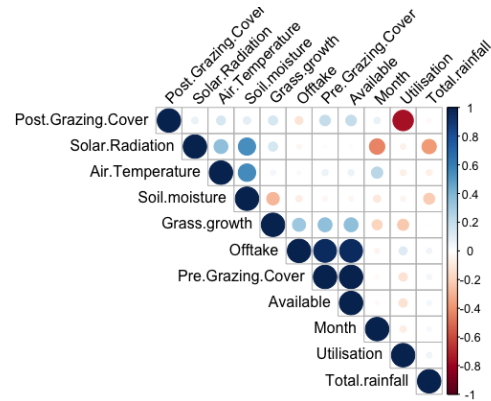 Post.Grazing.Cover
Solar.Radiation
Air.Temperature
Soil.moisture
Grass.growth
Offtake
Pre.Grazing.Cover
Available
Month
Utilisation
Total.rainfall
Post.Grazing.Cover
Solar.Radiation
Air.Temperature
Soil.moisture
Grass.growth
Offtake
Pre.Grazing.Cover
Available
Month
Utilisation
Total.rainfall
1
0.8
0.6
0.4
0.2
0
-0.2
-0.4
-0.6
-0.8
-1